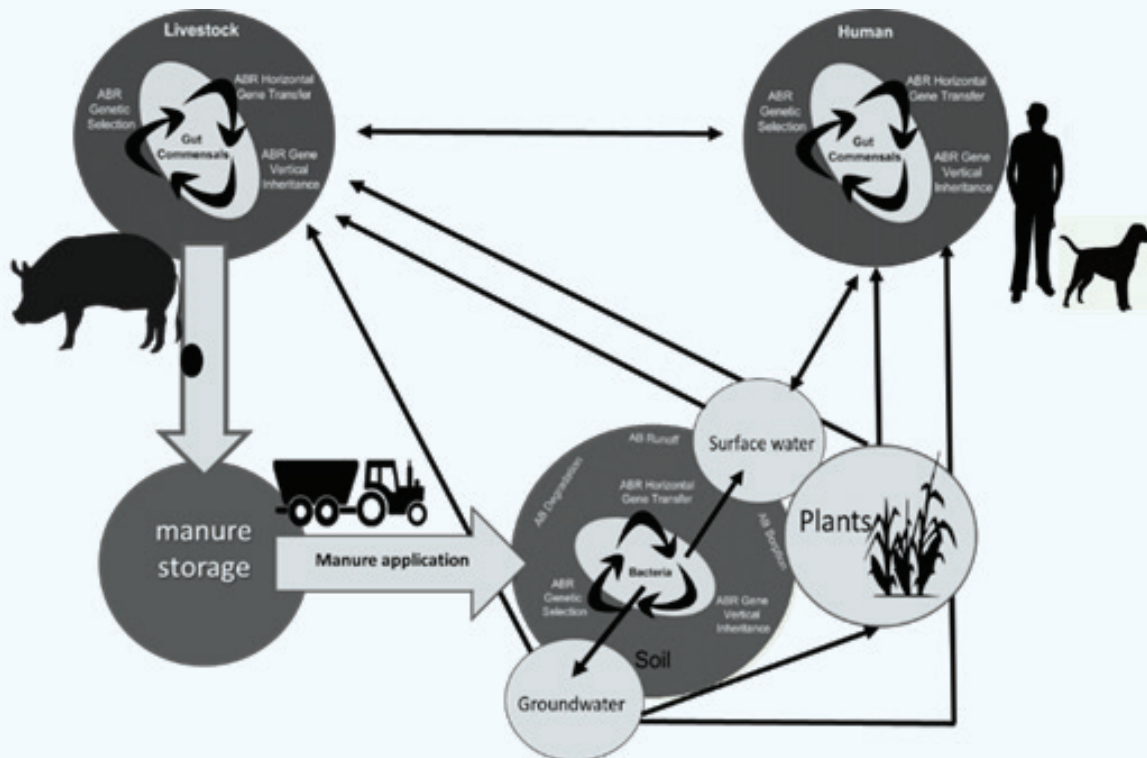 Livestock
ABR
Genetic
Selection
ABR Horizontal
Gene Transfer
Gut
Commensals
ABR Gene
Vertical
Inheritance
Human
ABR
Genetic
Selection
ABR Horizontal
Gene Transfer
Gut
Commensals
ABR Gene
Vertical
Inheritance
manure
storage
Manure application
AB Runoff
AB Degradation
ABR Horizontal
Gene Transfer
AB Sorption
Bacteria
ABR
Genetic
Selection
ABR Gene
Vertical
Inheritance
Soil
Surface water
Plants
Groundwater